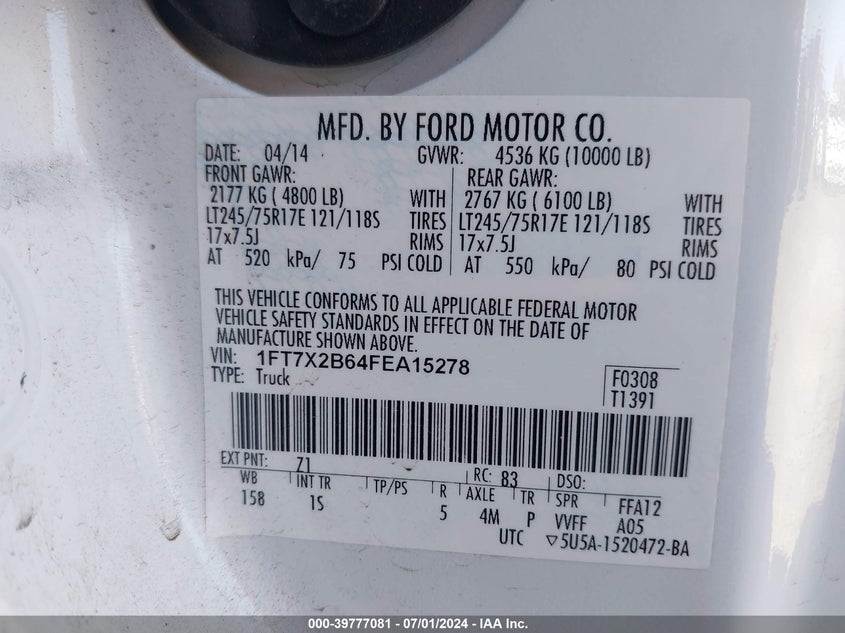 MFD. BY FORD MOTOR CO.
DATE: 04/14 GVWR: 4536 KG (10000 LB)
FRONT GAWR: REAR GAWR:
2177 KG ( 4800 LB) WITH 2767 KG ( 6100 LB) WITH
LT245/75R17E 121/118S TIRES LT245/75R17E 121/118S TIRES
17x7.5J RIMS 17x7.5J RIMS
AT 520 kPa/ 75 PSI COLD AT 550 kPa/ 80 PSI COLD
THIS VEHICLE CONFORMS TO ALL APPLICABLE FEDERAL MOTOR
VEHICLE SAFETY STANDARDS IN EFFECT ON THE DATE OF
MANUFACTURE SHOWN ABOVE.
VIN: 1FT7X2B64FEA15278
TYPE: Truck
F0308
T1391
EXT PNT: Z1 RC: 83 DSO:
WB INT TR TP/PS R AXLE TR SPR FFA12
158 1S 5 4M P VVFF A05
UTC ▽5U5A-1520472-BA
000-39777081 - 07/01/2024 - IAA Inc.